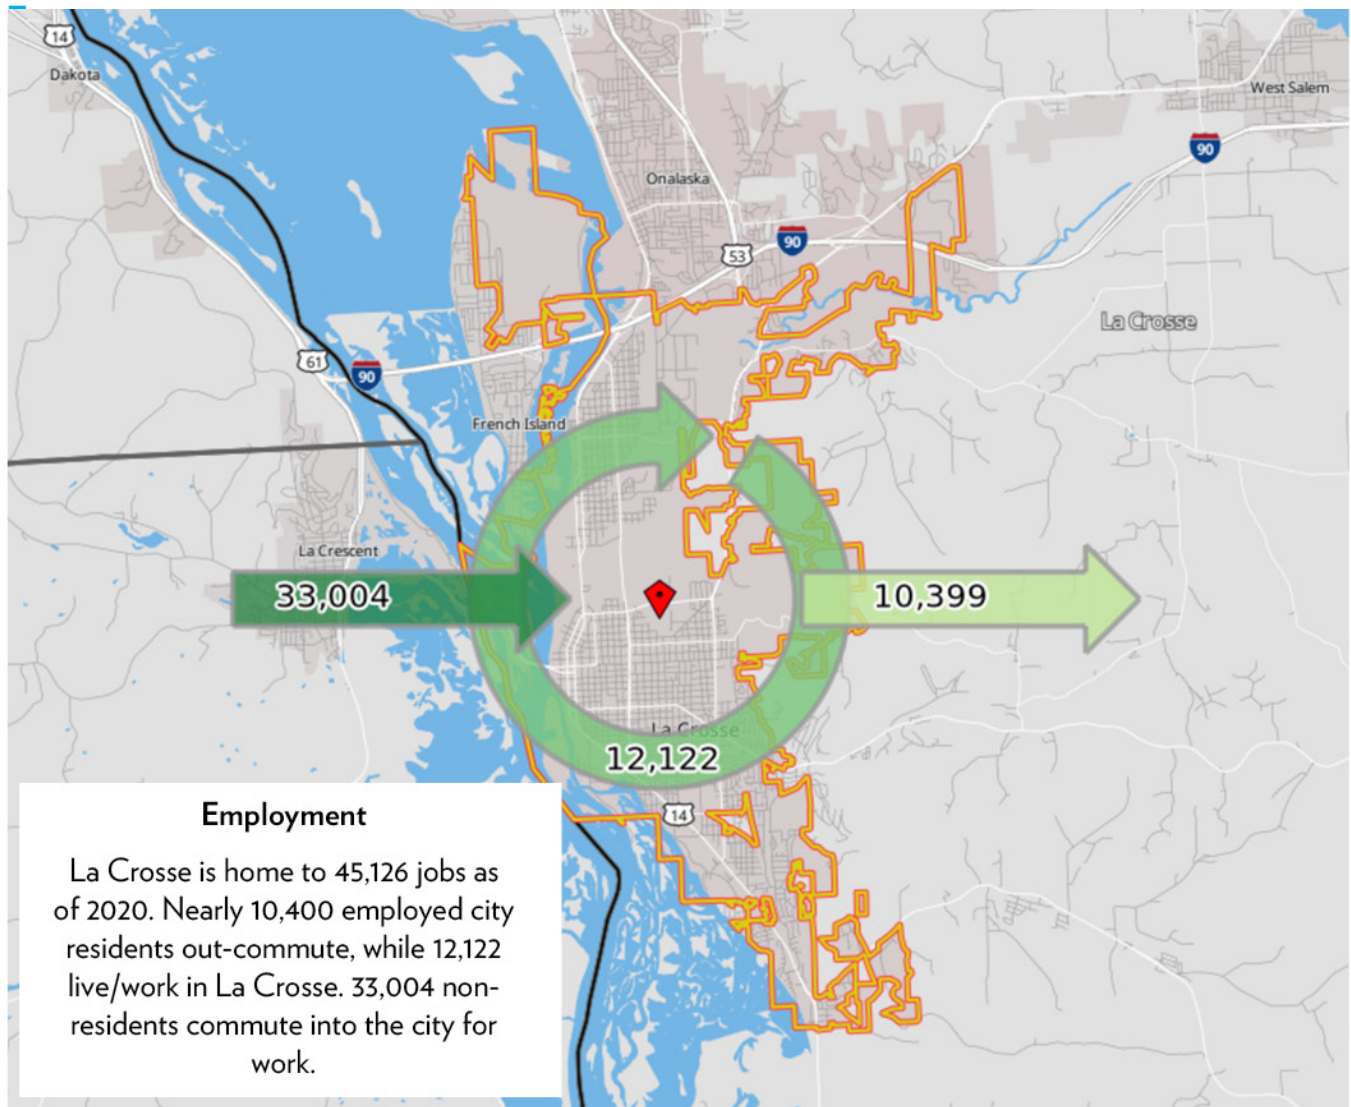 14
Dakota
West Salem
90
Onalaska
90
53
La Crosse
61
90
French Island
La Crescent
33,004
10,399
La Crosse
12,122
14
Employment
La Crosse is home to 45,126 jobs as
of 2020. Nearly 10,400 employed city
residents out-commute, while 12,122
live/work in La Crosse. 33,004 non-
residents commute into the city for
work.